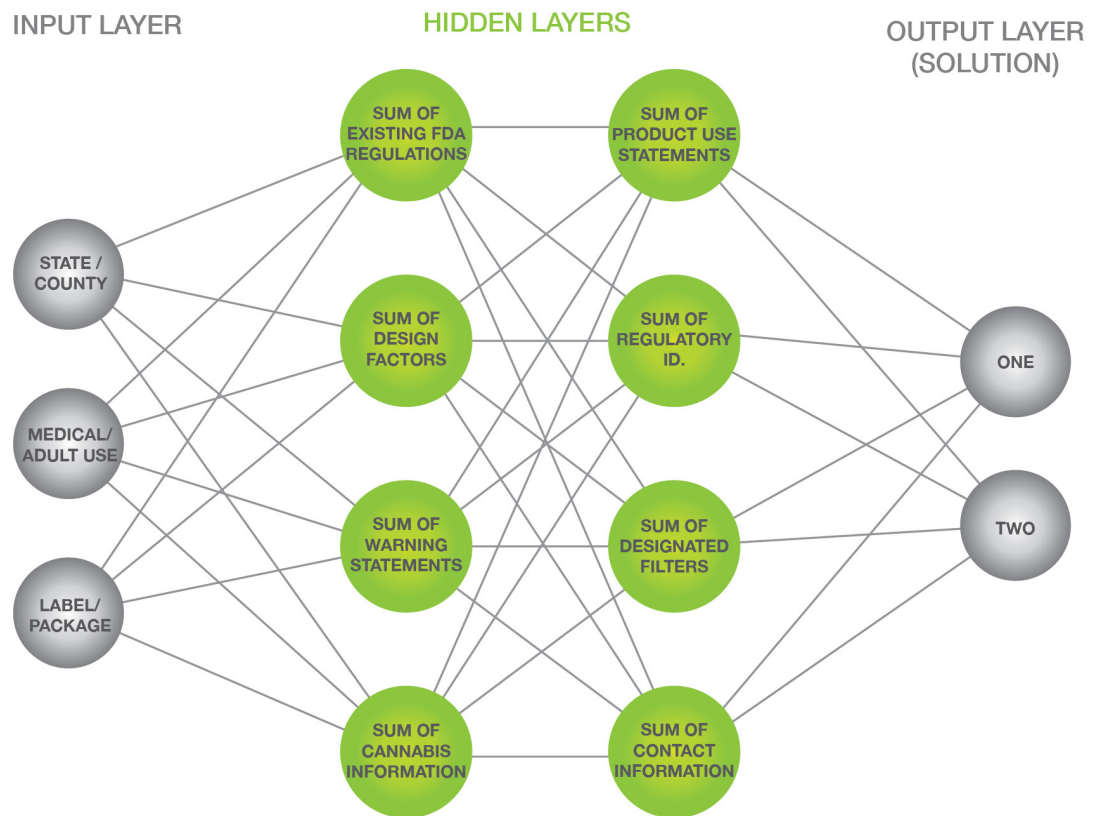 INPUT LAYER
HIDDEN LAYERS
OUTPUT LAYER
(SOLUTION)
STATE /
COUNTY
MEDICAL/
ADULT USE
LABEL/
PACKAGE
SUM OF
EXISTING FDA
REGULATIONS
SUM OF
DESIGN
FACTORS
SUM OF
WARNING
STATEMENTS
SUM OF
CANNABIS
INFORMATION
SUM OF
PRODUCT USE
STATEMENTS
SUM OF
REGULATORY
ID.
SUM OF
DESIGNATED
FILTERS
SUM OF
CONTACT
INFORMATION
ONE
TWO